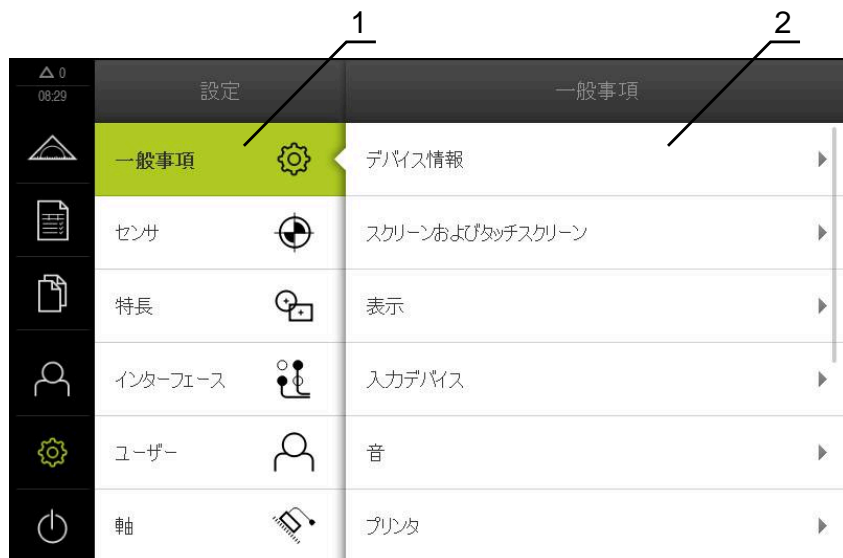 1
2
△ 0
08:29
設定
一般事項
一般事項
センサ
特長
インターフェース
ユーザー
軸
デバイス情報
スクリーンおよびタッチスクリーン
表示
入力デバイス
音
プリンタ